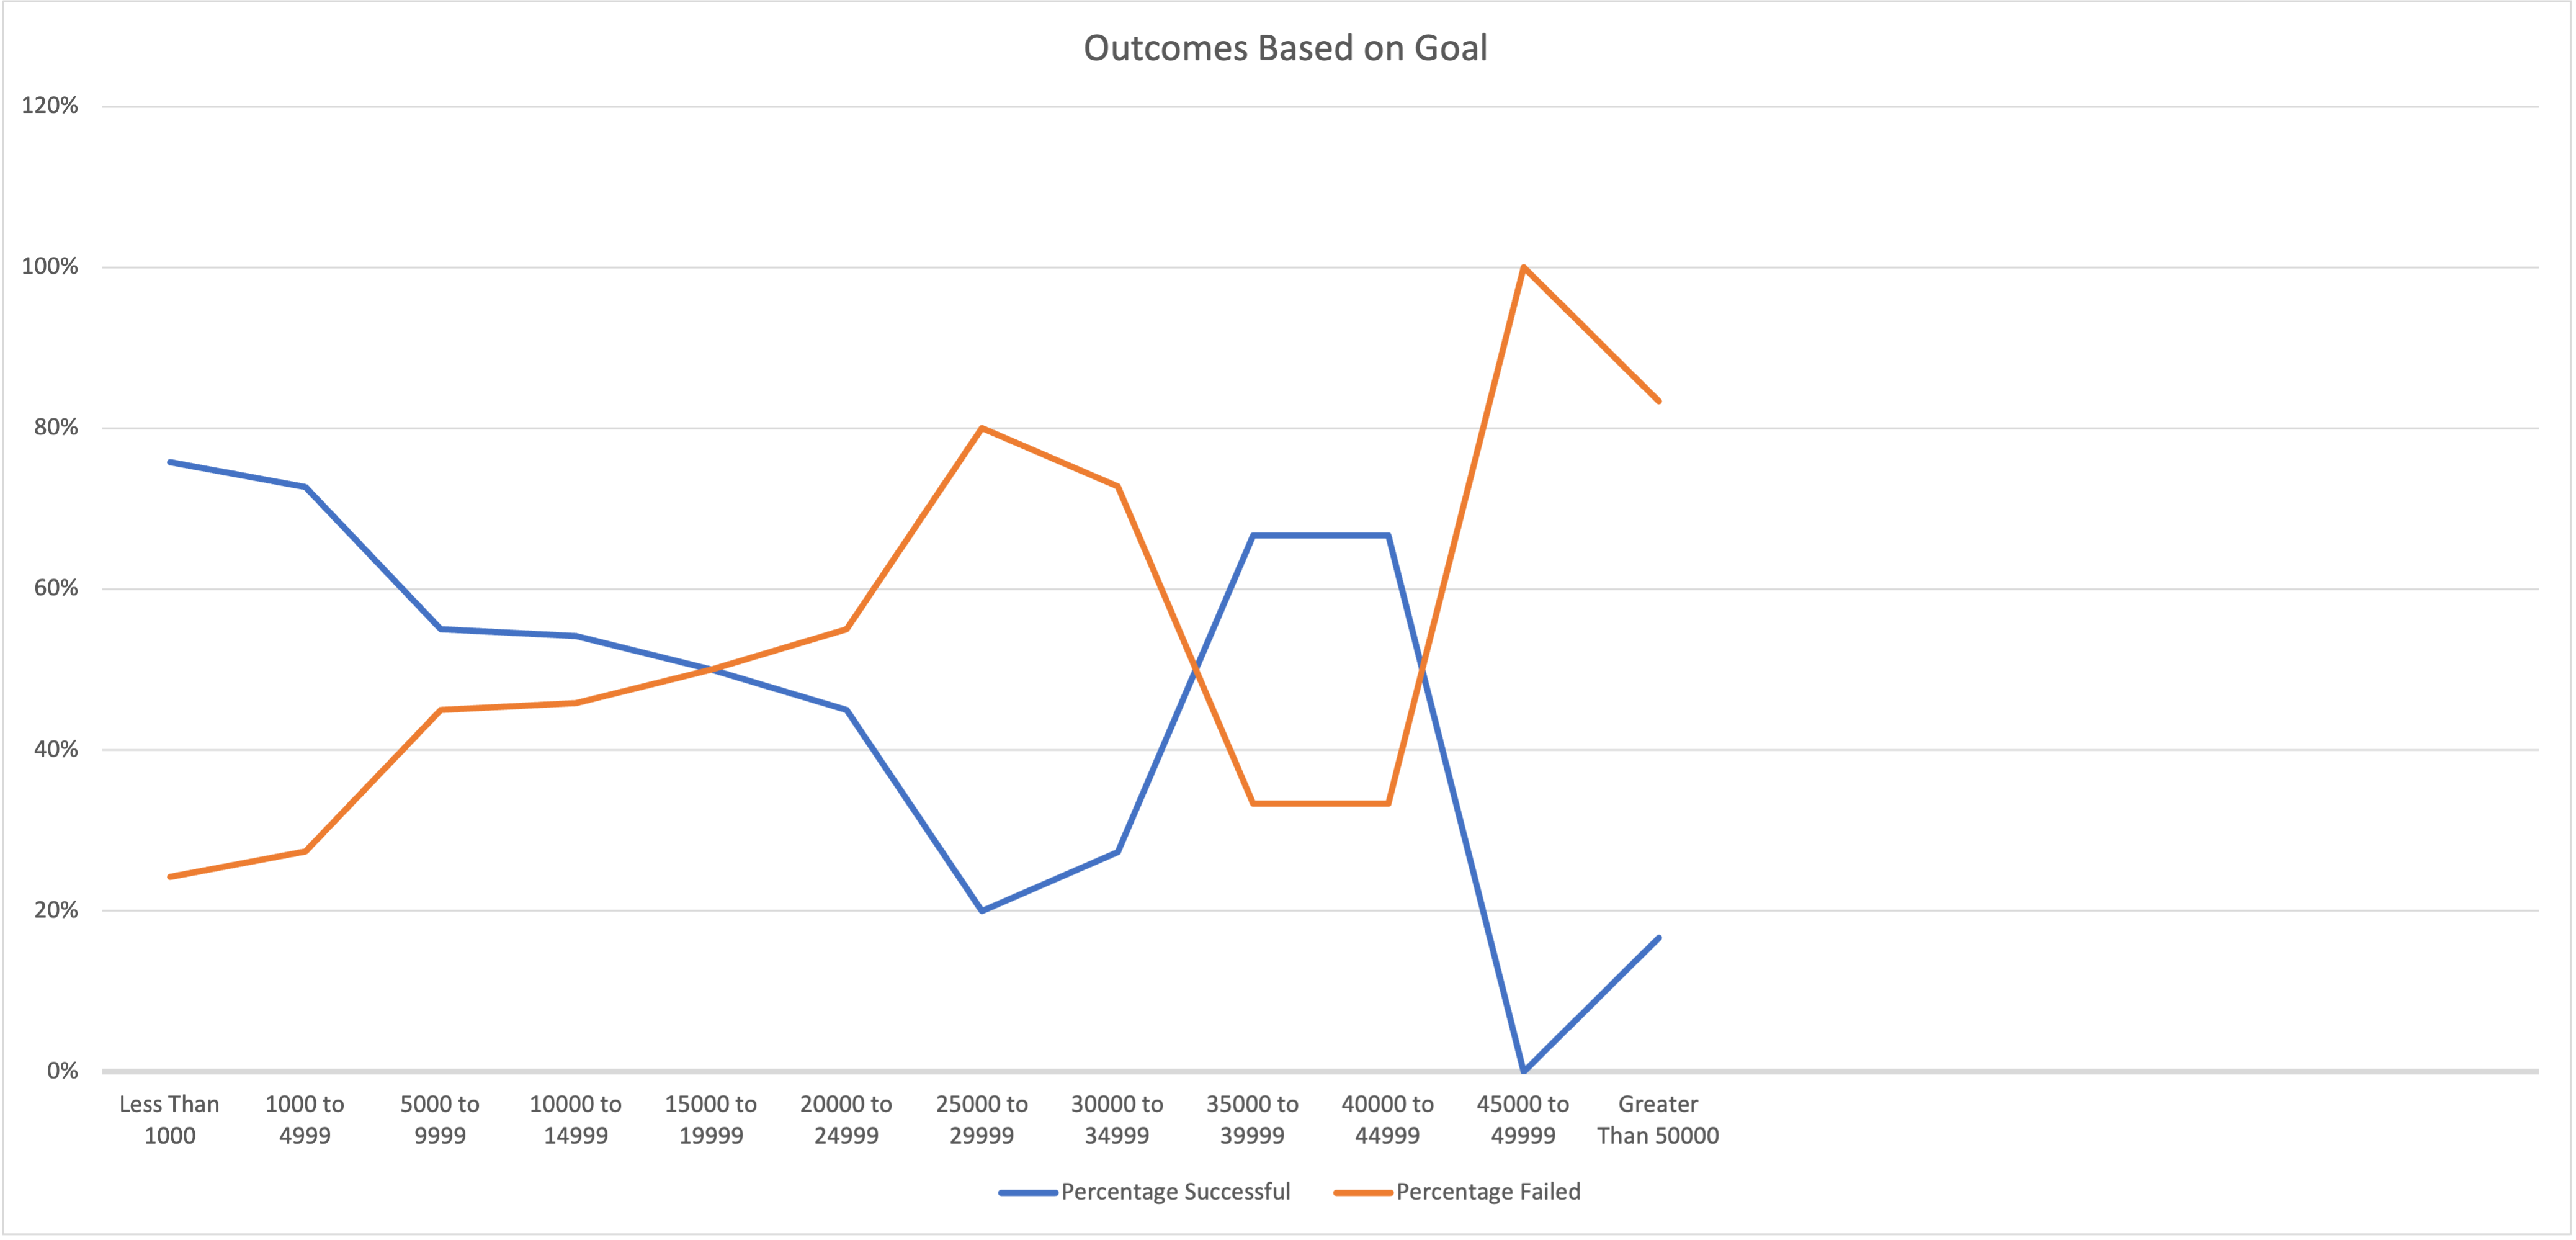 Outcomes Based on Goal
120%
100%
80%
60%
40%
20%
0%
Less Than
1000
1000 to
4999
5000 to
9999
10000 to
14999
15000 to
19999
20000 to
24999
25000 to
29999
30000 to
34999
35000 to
39999
40000 to
44999
45000 to
49999
Greater
Than 50000
Percentage Successful
Percentage Failed